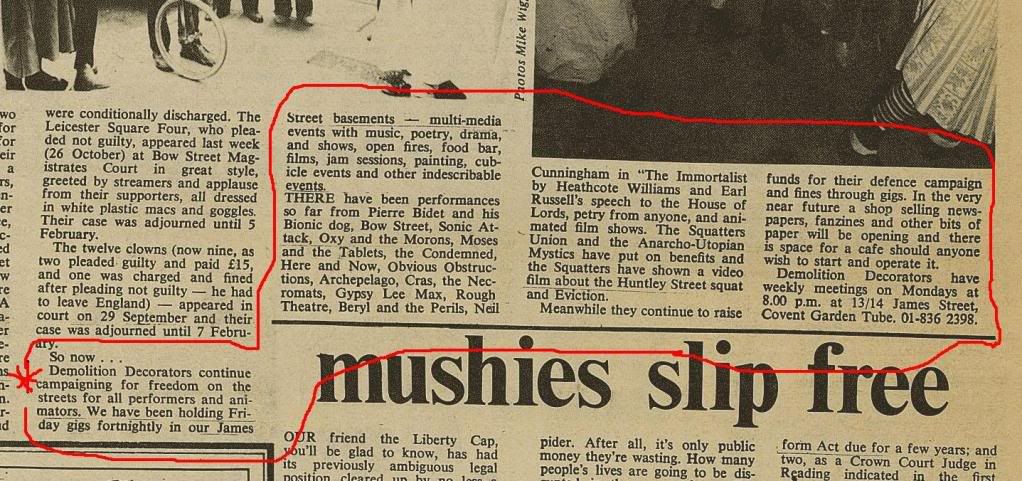 Photos Mike Wig
wo
for
for
eir
a
were conditionally discharged. The
Leicester Square Four, who plea-
ded not guilty, appeared last week
(26 October) at Bow Street Mag-
istrates Court in great style,
greeted by streamers and applause
from their supporters, all dressed
in white plastic macs and goggles.
Their case was adjourned until 5
February.
The twelve clowns (now nine, as
two pleaded guilty and paid £15,
and one was charged and fined
after pleading not guilty — he had
to leave England) — appeared in
court on 29 September and their
case was adjourned until 7 Febru-
ary.
So now . . .
Demolition Decorators continue
campaigning for freedom on the
streets for all performers and ani-
mators. We have been holding Fri-
day gigs fortnightly in our James
Street basements — multi-media
events with music, poetry, drama,
and shows, open fires, food bar,
films, jam sessions, painting, cub-
icle events and other indescribable
events.
THERE have been performances
so far from Pierre Bidet and his
Bionic dog, Bow Street, Sonic At-
tack, Oxy and the Morons, Moses
and the Tablets, the Condemned,
Here and Now, Obvious Obstruc-
tions, Archepelago, Cras, the Nec-
romats, Gypsy Lee Max, Rough
Theatre, Beryl and the Perils, Neil
Cunningham in "The Immortalist
by Heathcote Williams and Earl
Russell's speech to the House of
Lords, petry from anyone, and ani-
mated film shows. The Squatters
Union and the Anarcho-Utopian
Mystics have put on benefits and
the Squatters have shown a video
film about the Huntley Street squat
and Eviction.
Meanwhile they continue to raise
funds for their defence campaign
and fines through gigs. In the very
near future a shop selling news-
papers, fanzines and other bits of
paper will be opening and there
is space for a cafe should anyone
wish to start and operate it.
Demolition Decorators have
weekly meetings on Mondays at
8.00 p.m. at 13/14 James Street,
Covent Garden Tube. 01-836 2398.
mushies slip free
OUR friend the Liberty Cap,
you'll be glad to know, has had
its previously ambiguous legal
position cleared up by no less a
pider. After all, it's only public
money they're wasting. How many
people's lives are going to be dis-
form Act due for a few years; and
two, as a Crown Court Judge in
Reading indicated in the first